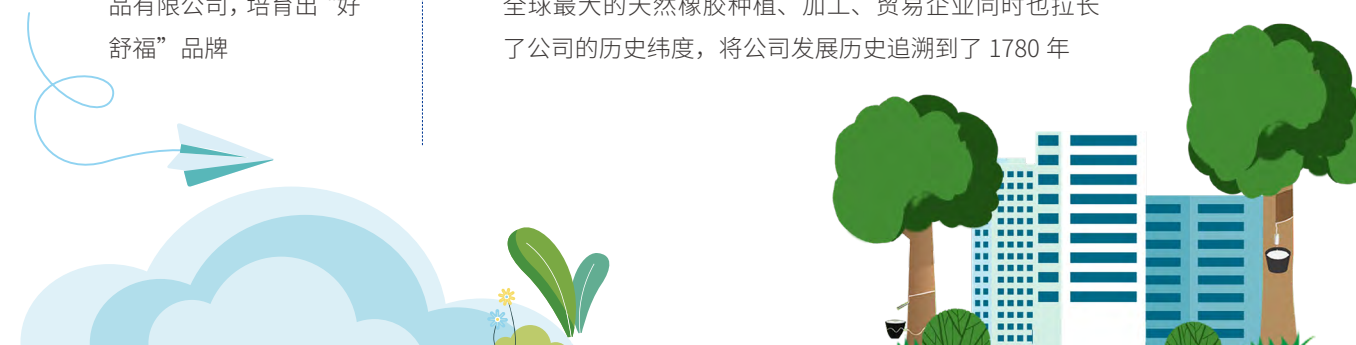 品有限公司，培育出“好
舒福”品牌
全球最大的天然橡胶种植、加工、贸易企业同时也拉长
了公司的历史纬度，将公司发展历史追溯到了 1780 年